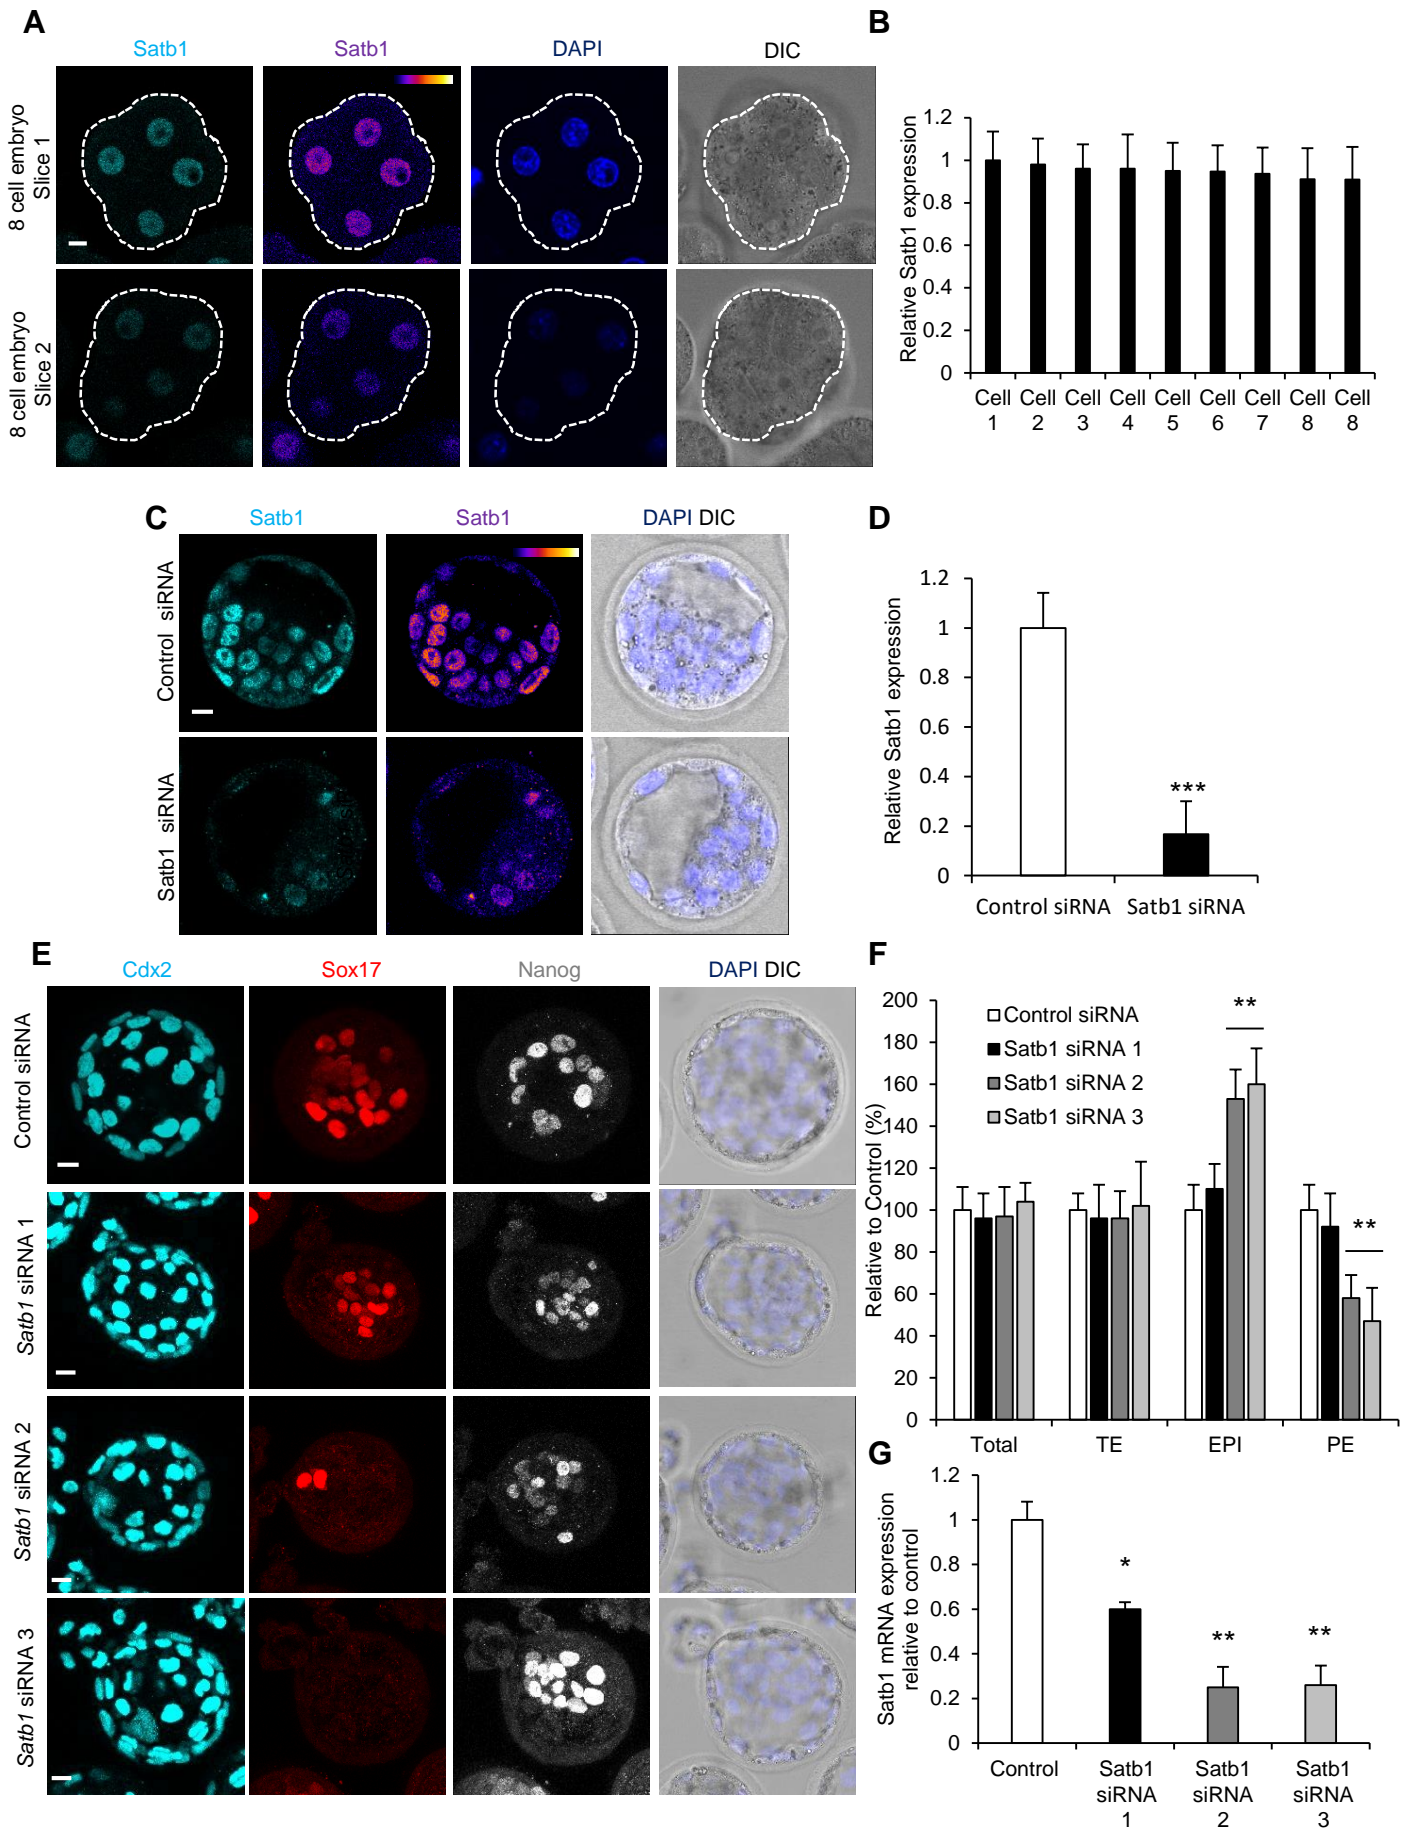 A
Satb1 Satb1 DAPI DIC
8 cell embryo
Slice 1
8 cell embryo
Slice 2
B
Relative Satb1 expression
1.2
1
0.8
0.6
0.4
0.2
0
Cell Cell Cell Cell Cell Cell Cell Cell Cell
1 2 3 4 5 6 7 8 8
C
Satb1 Satb1 DAPI DIC
Control siRNA
Satb1 siRNA
D
Relative Satb1 expression
1.2
1
0.8
0.6
0.4
0.2
0
***
Control siRNA Satb1 siRNA
E
Cdx2 Sox17 Nanog DAPI DIC
Control siRNA
Satb1 siRNA 1
Satb1 siRNA 2
Satb1 siRNA 3
F
Relative to Control (%)
200
180
160
140
120
100
80
60
40
20
0
Control siRNA
Satb1 siRNA 1
Satb1 siRNA 2
Satb1 siRNA 3
**
**
Total TE EPI PE
G
Satb1 mRNA expression
relative to control
1.2
1
0.8
0.6
0.4
0.2
0
*
**
**
Control Satb1 Satb1 Satb1
siRNA siRNA siRNA
1 2 3